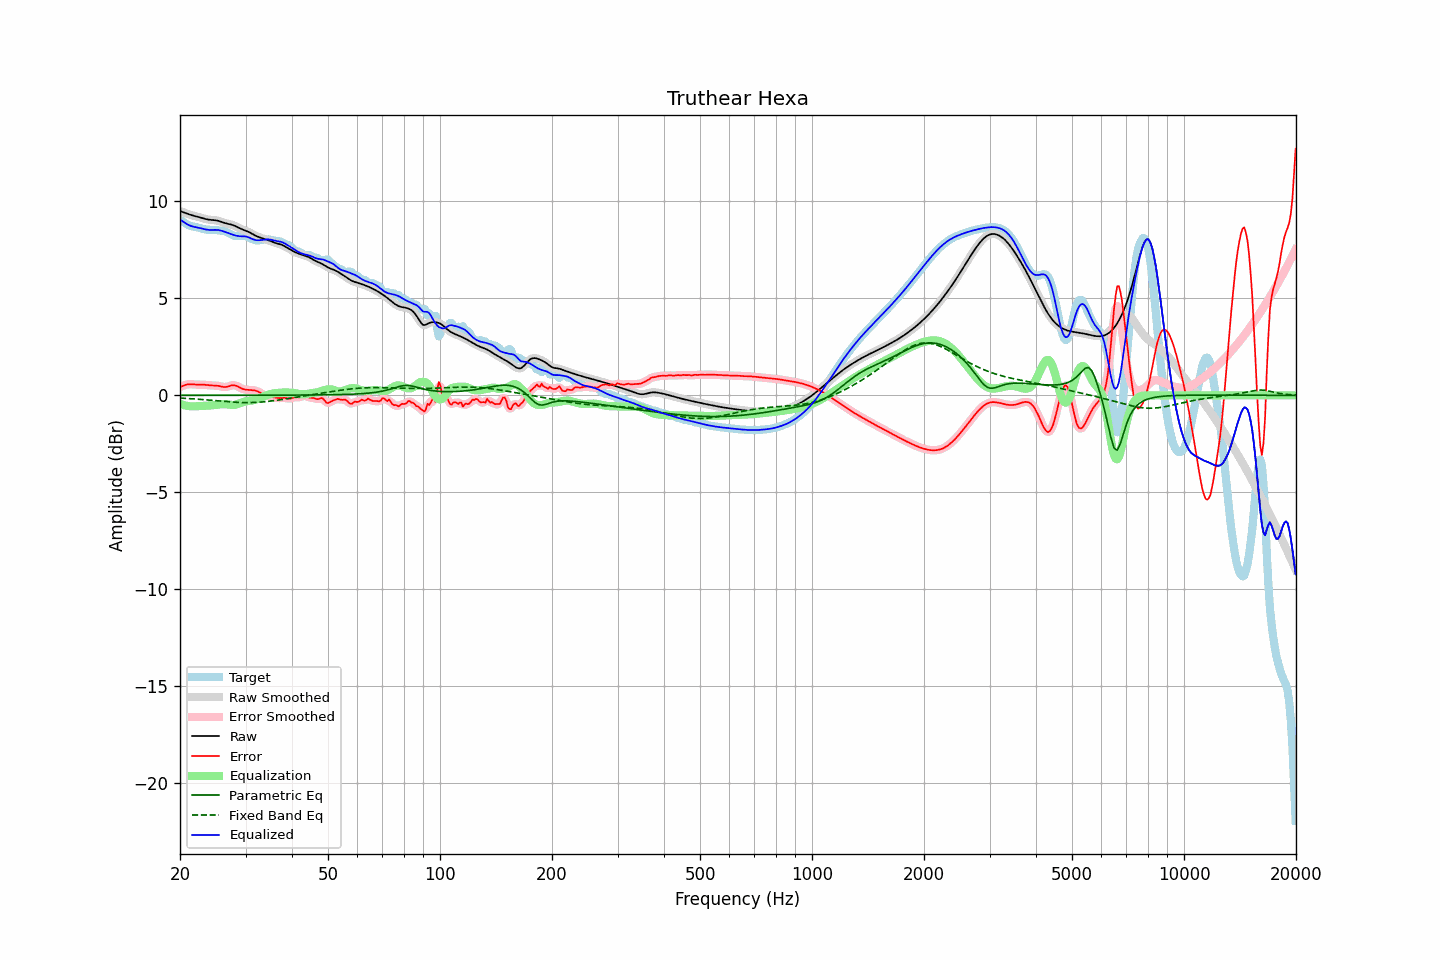 Truthear Hexa
10
5
0
−5
−10
−15
−20
Amplitude (dBr)
Target
Raw Smoothed
Error Smoothed
Raw
Error
Equalization
Parametric Eq
Fixed Band Eq
Equalized
20 50 100 200 500 1000 2000 5000 10000 20000
Frequency (Hz)